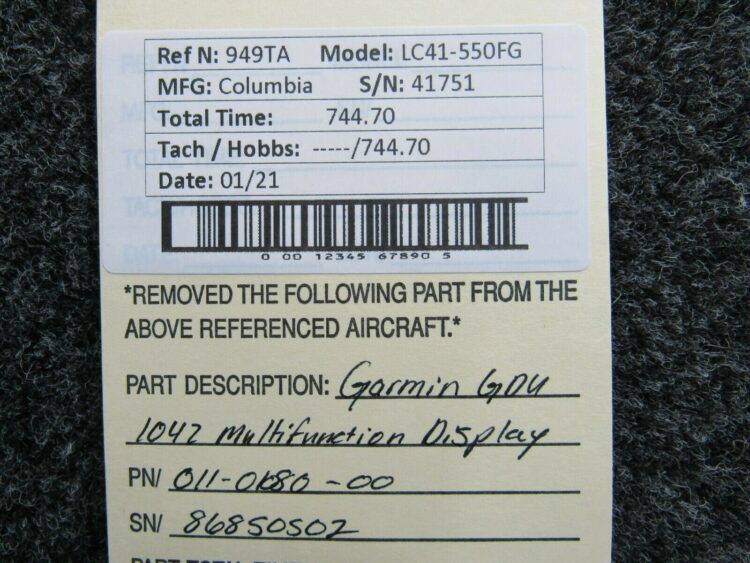 Ref N: 949TA Model: LC41-550FG
MFG: Columbia S/N: 41751
Total Time: 744.70
Tach / Hobbs: -----/744.70
Date: 01/21
0 00 12345 67890 5
*REMOVED THE FOLLOWING PART FROM THE
ABOVE REFERENCED AIRCRAFT.*
PART DESCRIPTION: Garmin GDU
1042 Multifunction Display
PN/ 011-01080-00
SN/ 86850502